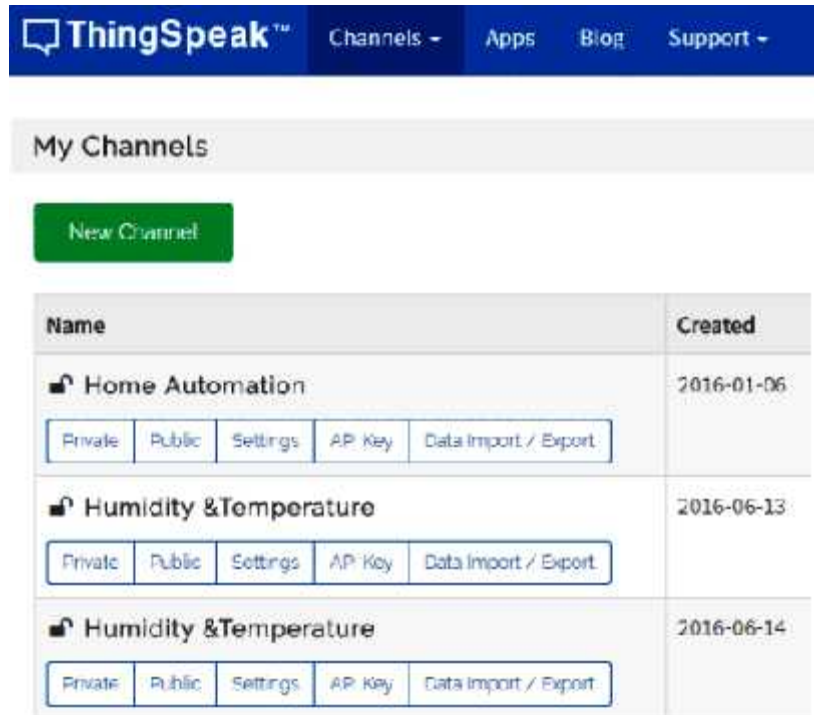 ThingSpeak™ Channels Apps Blog Support
My Channels
New Channel
Name Created
Home Automation 2016-01-06
Private Public Settings API Key Data Import / Export
Humidity &Temperature 2016-06-13
Private Public Settings API Key Data Import / Export
Humidity &Temperature 2016-06-14
Private Public Settings API Key Data Import / Export